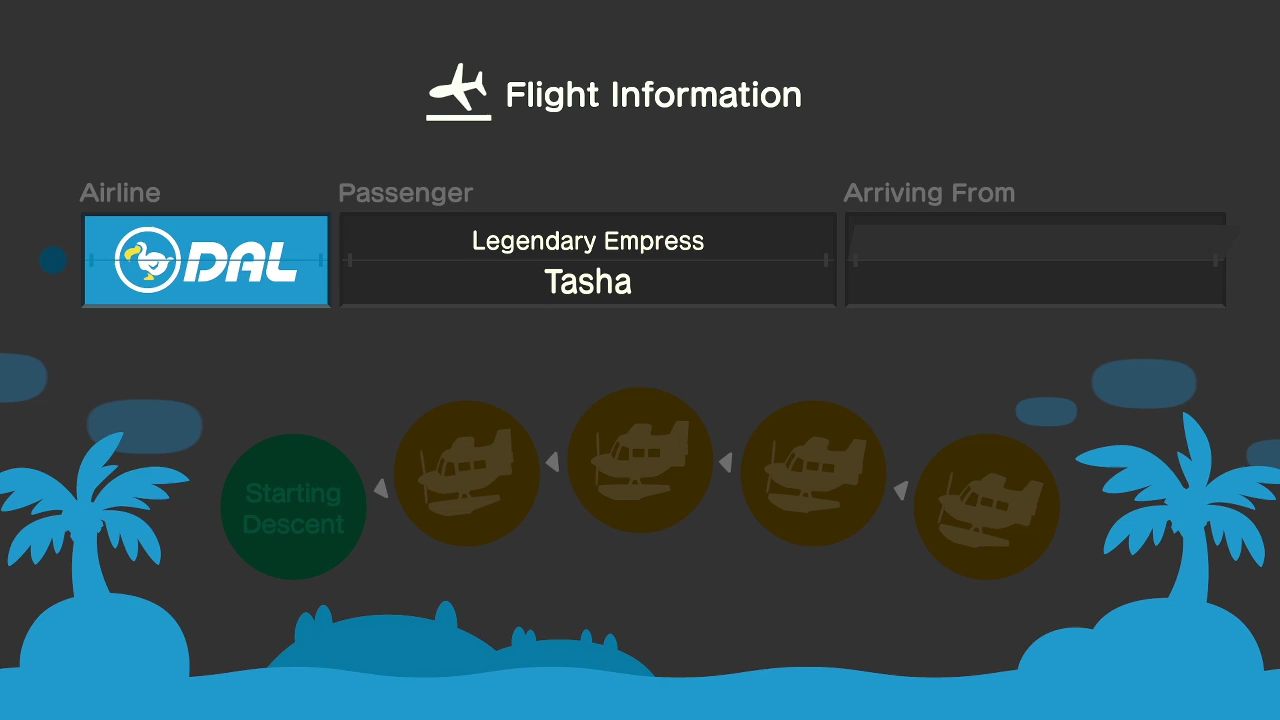 Flight Information
Airline
Passenger
Arriving From
DAL
Legendary Empress
Tasha
Starting
Descent